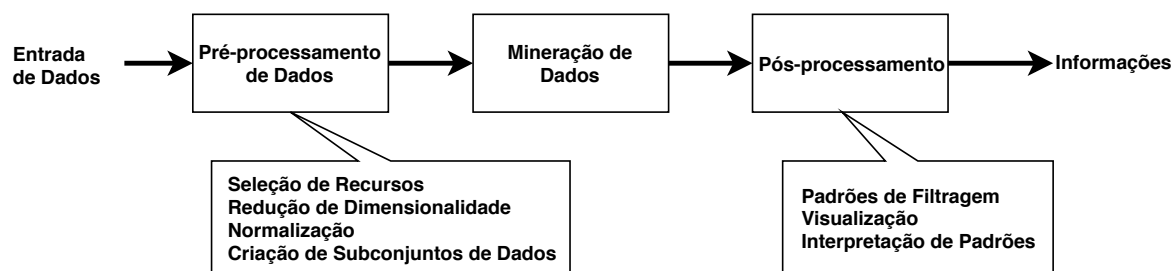 Entrada
de Dados
Pré-processamento
de Dados
Mineração de
Dados
Pós-processamento
Informações
Seleção de Recursos
Redução de Dimensionalidade
Normalização
Criação de Subconjuntos de Dados
Padrões de Filtragem
Visualização
Interpretação de Padrões